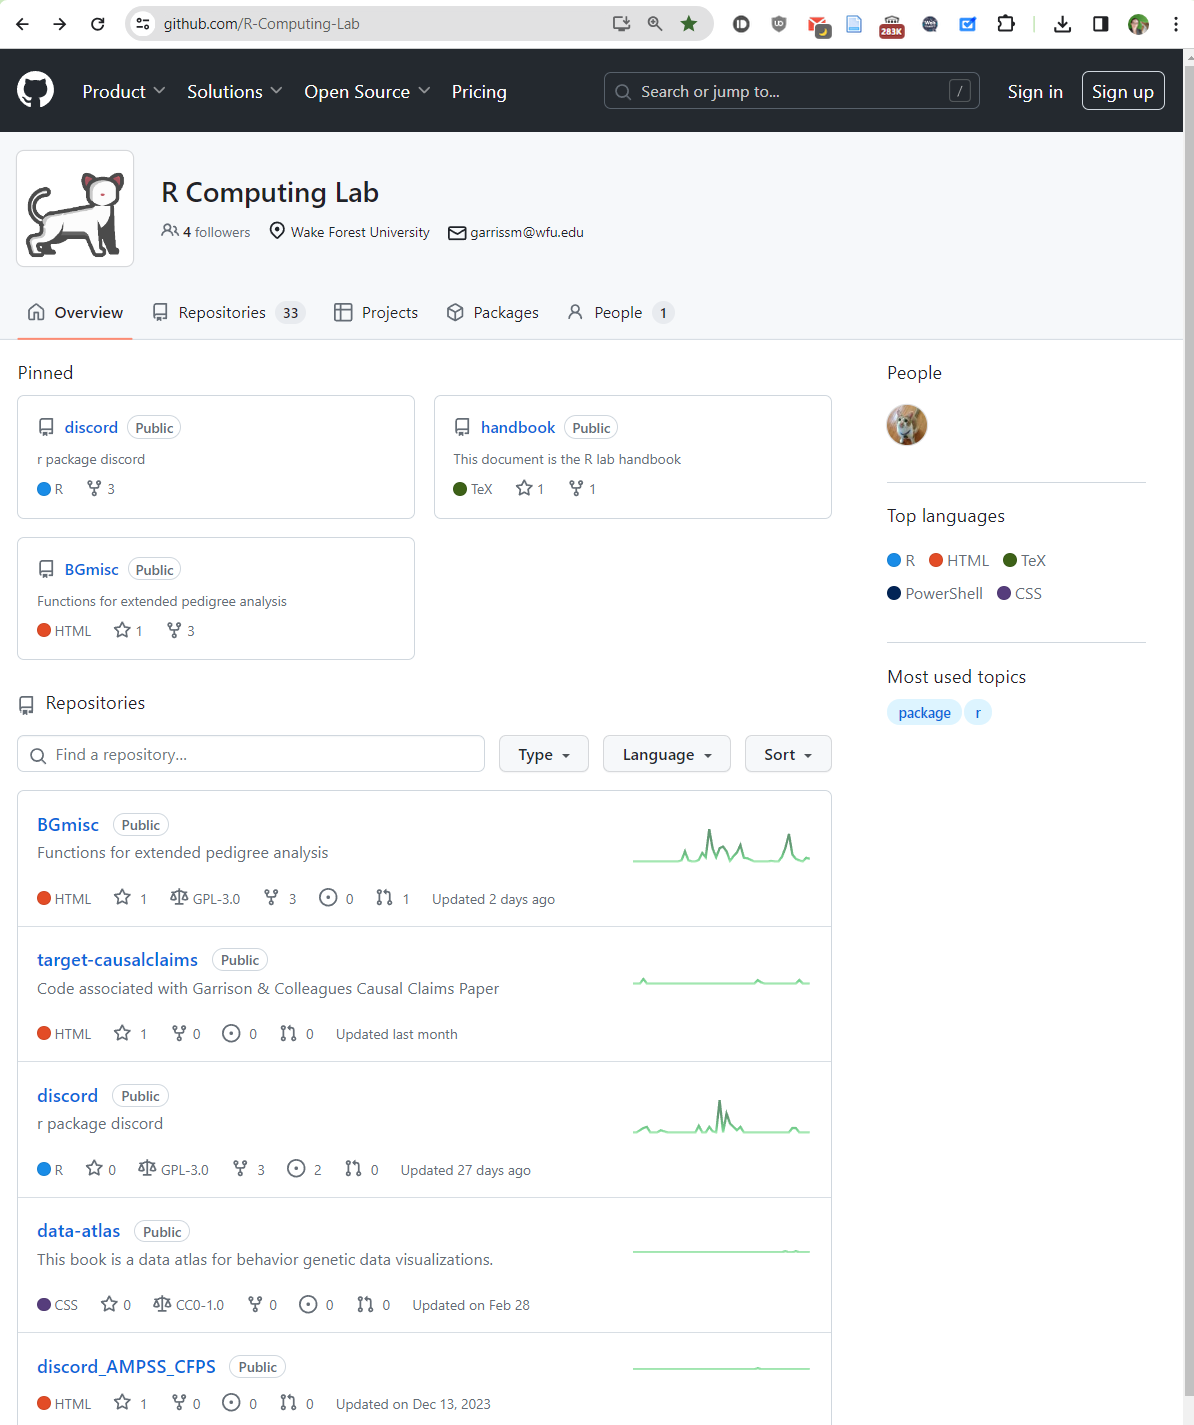 github.com/R-Computing-Lab
283K
Product
Solutions
Open Source
Pricing
Search or jump to...
/
Sign in
Sign up
R Computing Lab
4 followers
Wake Forest University
garrissm@wfu.edu
Overview
Repositories 33
Projects
Packages
People 1
Pinned
discord Public
r package discord
R 3
handbook Public
This document is the R lab handbook
TeX 1 1
BGmisc Public
Functions for extended pedigree analysis
HTML 1 3
People
Top languages
R HTML TeX
PowerShell CSS
Most used topics
package r
Repositories
Find a repository...
Type
Language
Sort
BGmisc Public
Functions for extended pedigree analysis
HTML 1 GPL-3.0 3 0 1 Updated 2 days ago
target-causalclaims Public
Code associated with Garrison & Colleagues Causal Claims Paper
HTML 1 0 0 0 Updated last month
discord Public
r package discord
R 0 GPL-3.0 3 2 0 Updated 27 days ago
data-atlas Public
This book is a data atlas for behavior genetic data visualizations.
CSS 0 CC0-1.0 0 0 0 Updated on Feb 28
discord_AMPSS_CFPS Public
HTML 1 0 0 0 Updated on Dec 13, 2023